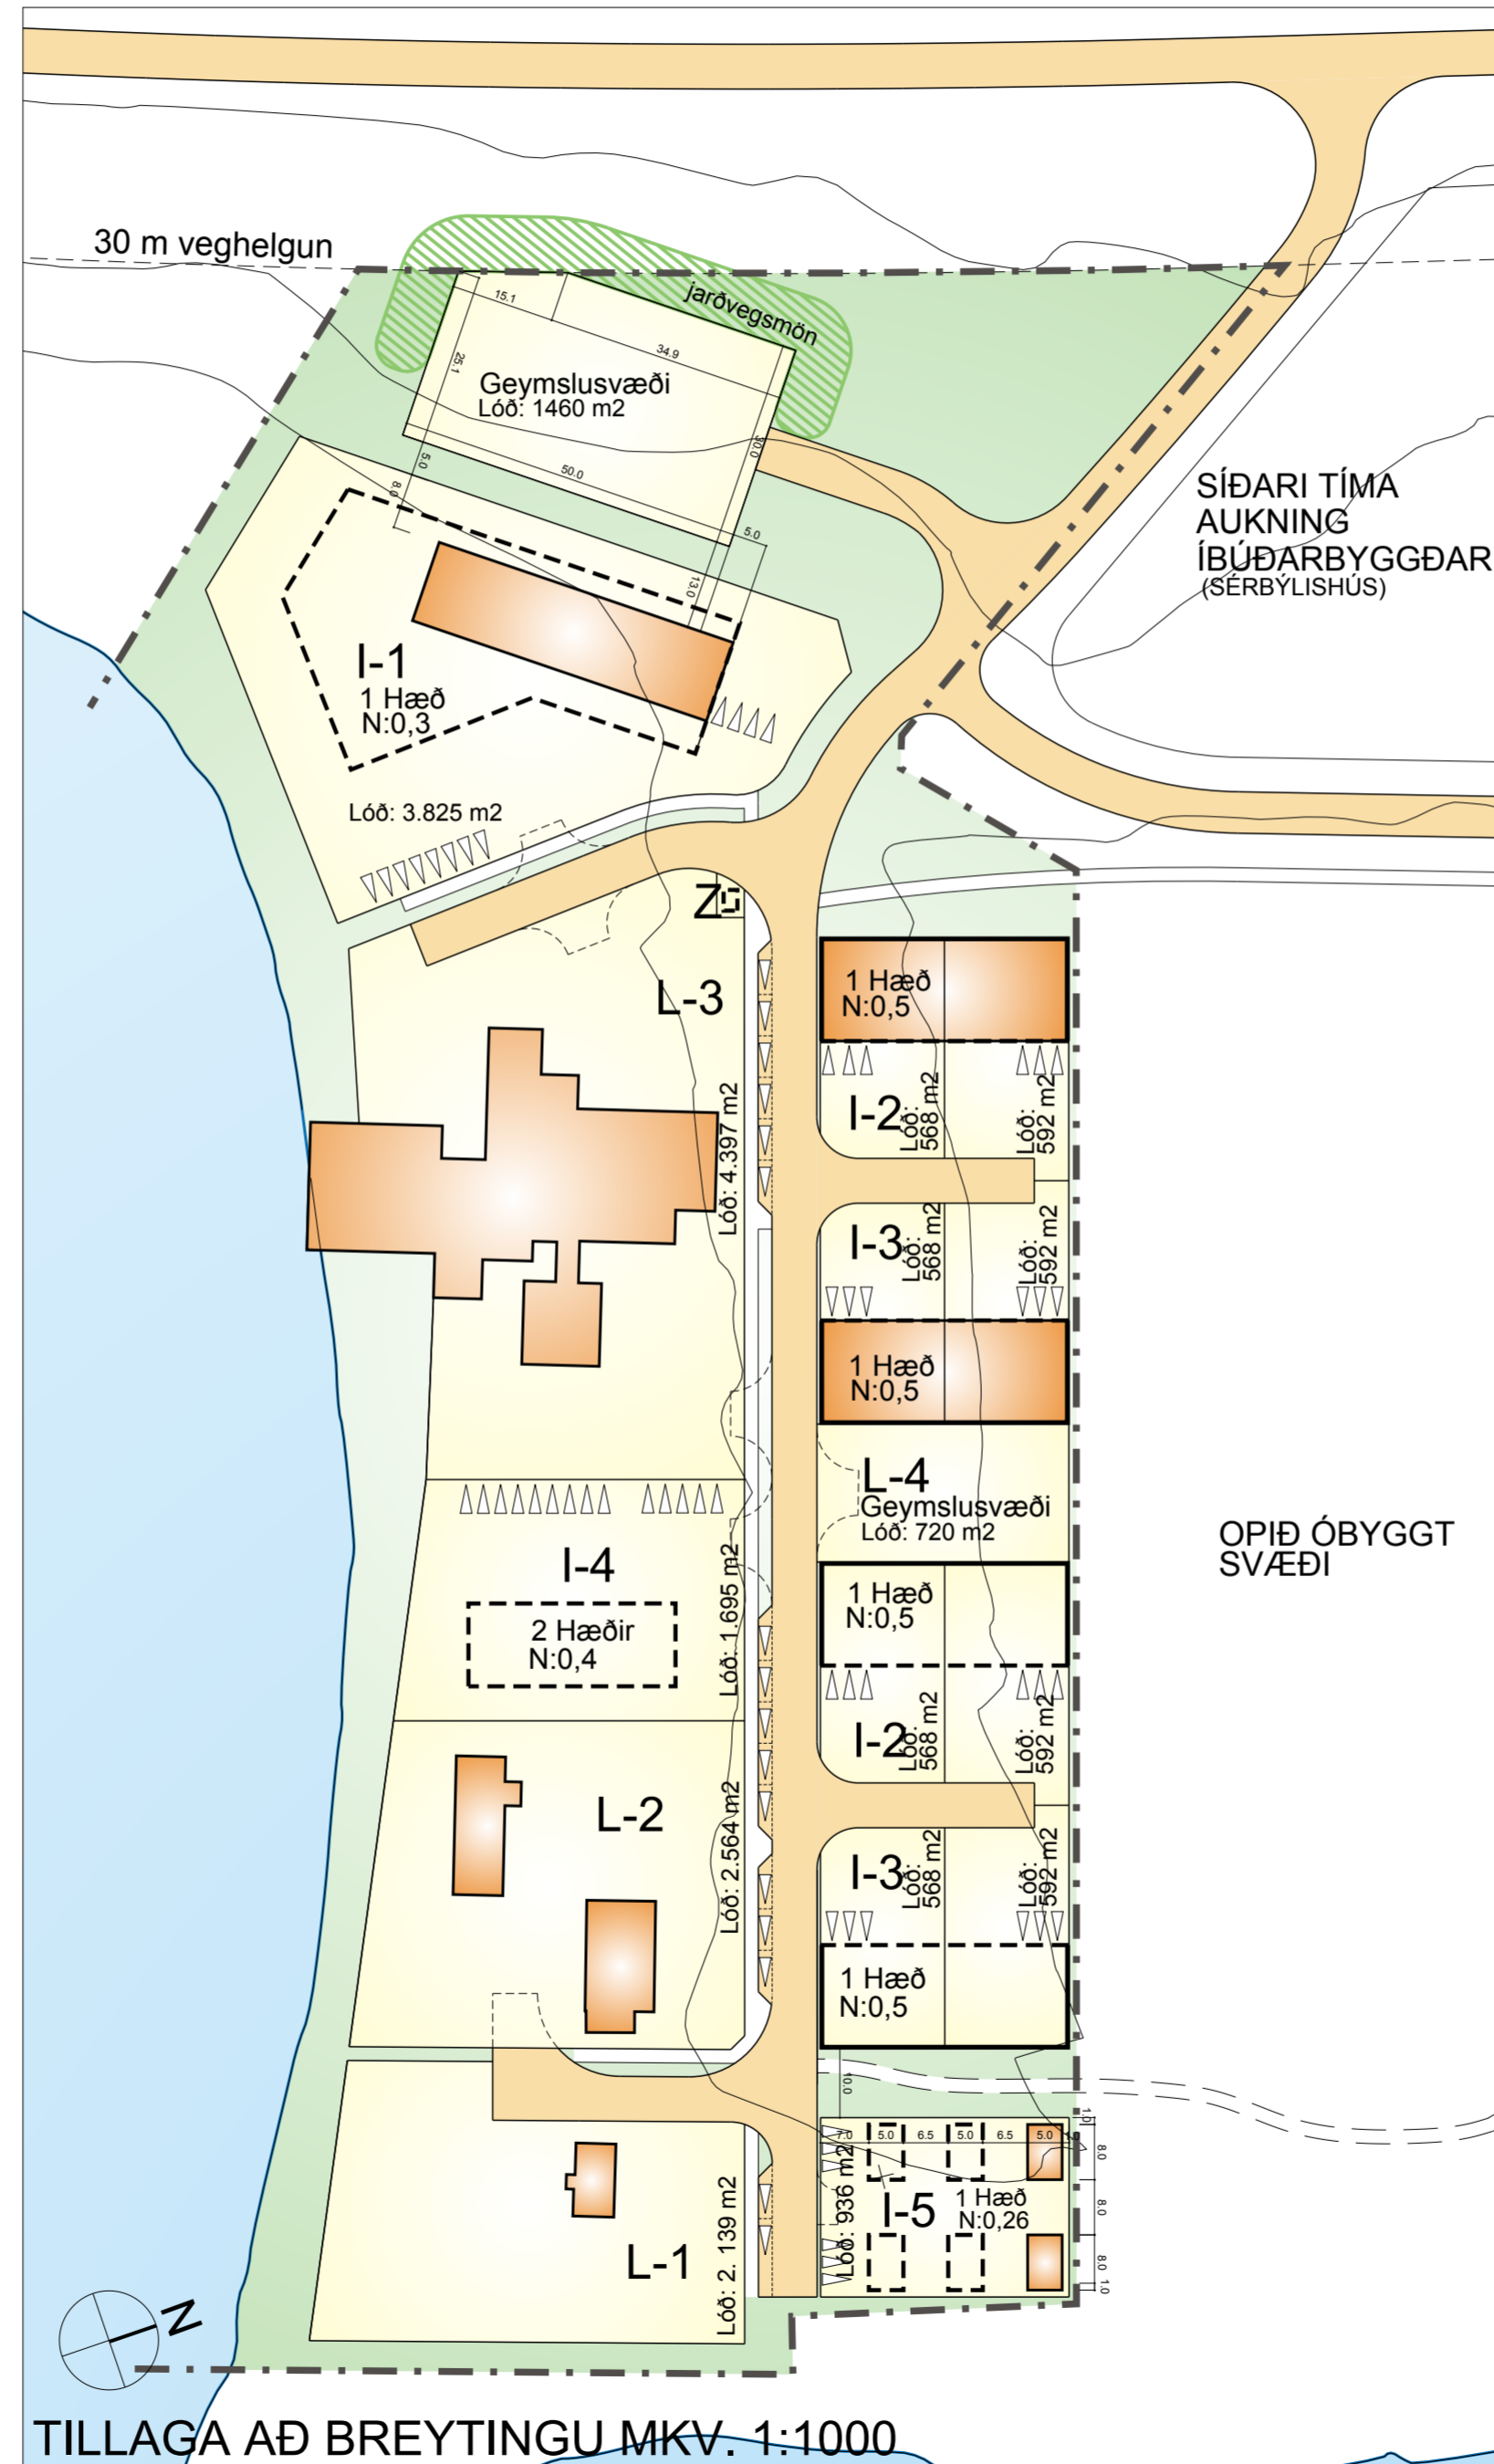 30 m veghelgun
jarðvegsmön
15.1
34.9
25.1
Geymslusvæði
Lóð: 1460 m2
30.0
50.0
5.0
8.0
5.0
13.0
SÍÐARI TÍMA
AUKNING
ÍBÚÐARBYGGÐAR
(SÉRBÝLISHÚS)
I-1
1 Hæð
N:0,3
Lóð: 3.825 m2
Z
L-3
Lóð: 4.397 m2
1 Hæð
N:0,5
I-2
Lóð:
568 m2
Lóð:
592 m2
I-3
Lóð:
568 m2
Lóð:
592 m2
1 Hæð
N:0,5
L-4
Geymslusvæði
Lóð: 720 m2
OPIÐ ÓBYGGT
SVÆÐI
I-4
2 Hæðir
N:0,4
Lóð: 1.695 m2
1 Hæð
N:0,5
I-2
Lóð:
568 m2
Lóð:
592 m2
L-2
Lóð: 2.564 m2
I-3
Lóð:
568 m2
Lóð:
592 m2
1 Hæð
N:0,5
10.0
1.0
7.0
5.0
6.5
5.0
6.5
5.0
8.0
8.0
8.0
1.0
Lóð: 936 m2
I-5
1 Hæð
N:0,26
L-1
Lóð: 2. 139 m2
N
TILLAGA AÐ BREYTINGU MKV. 1:1000